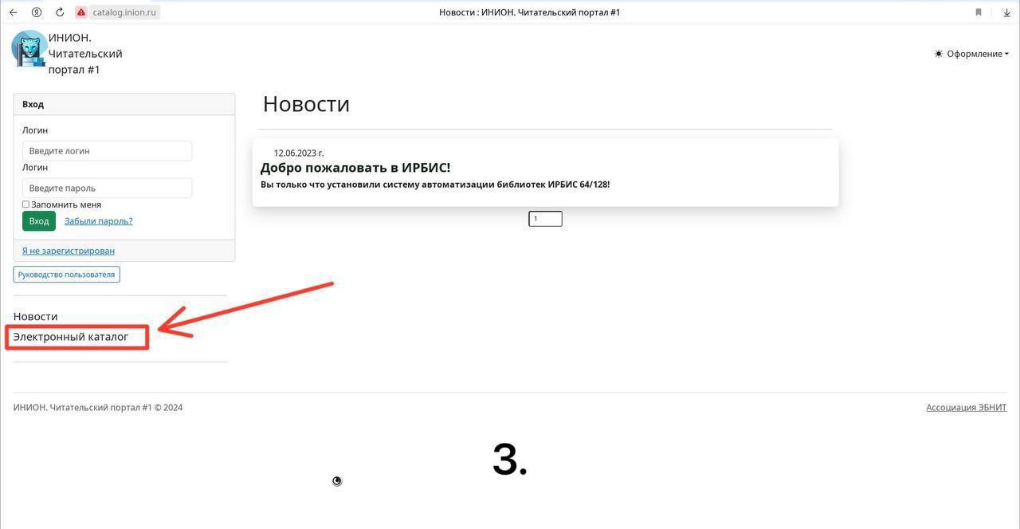 catalog.inion.ru
Новости : ИНИОН. Читательский портал #1
ИНИОН.
Читательский
портал #1
Оформление
Вход
Логин
Введите логин
Логин
Введите пароль
Запомнить меня
Вход
Забыли пароль?
Я не зарегистрирован
Руководство пользователя
Новости
Электронный каталог
Новости
12.06.2023 г.
Добро пожаловать в ИРБИС!
Вы только что установили систему автоматизации библиотек ИРБИС 64/128!
1
ИНИОН. Читательский портал #1 © 2024
Ассоциация ЭБНИТ
3.